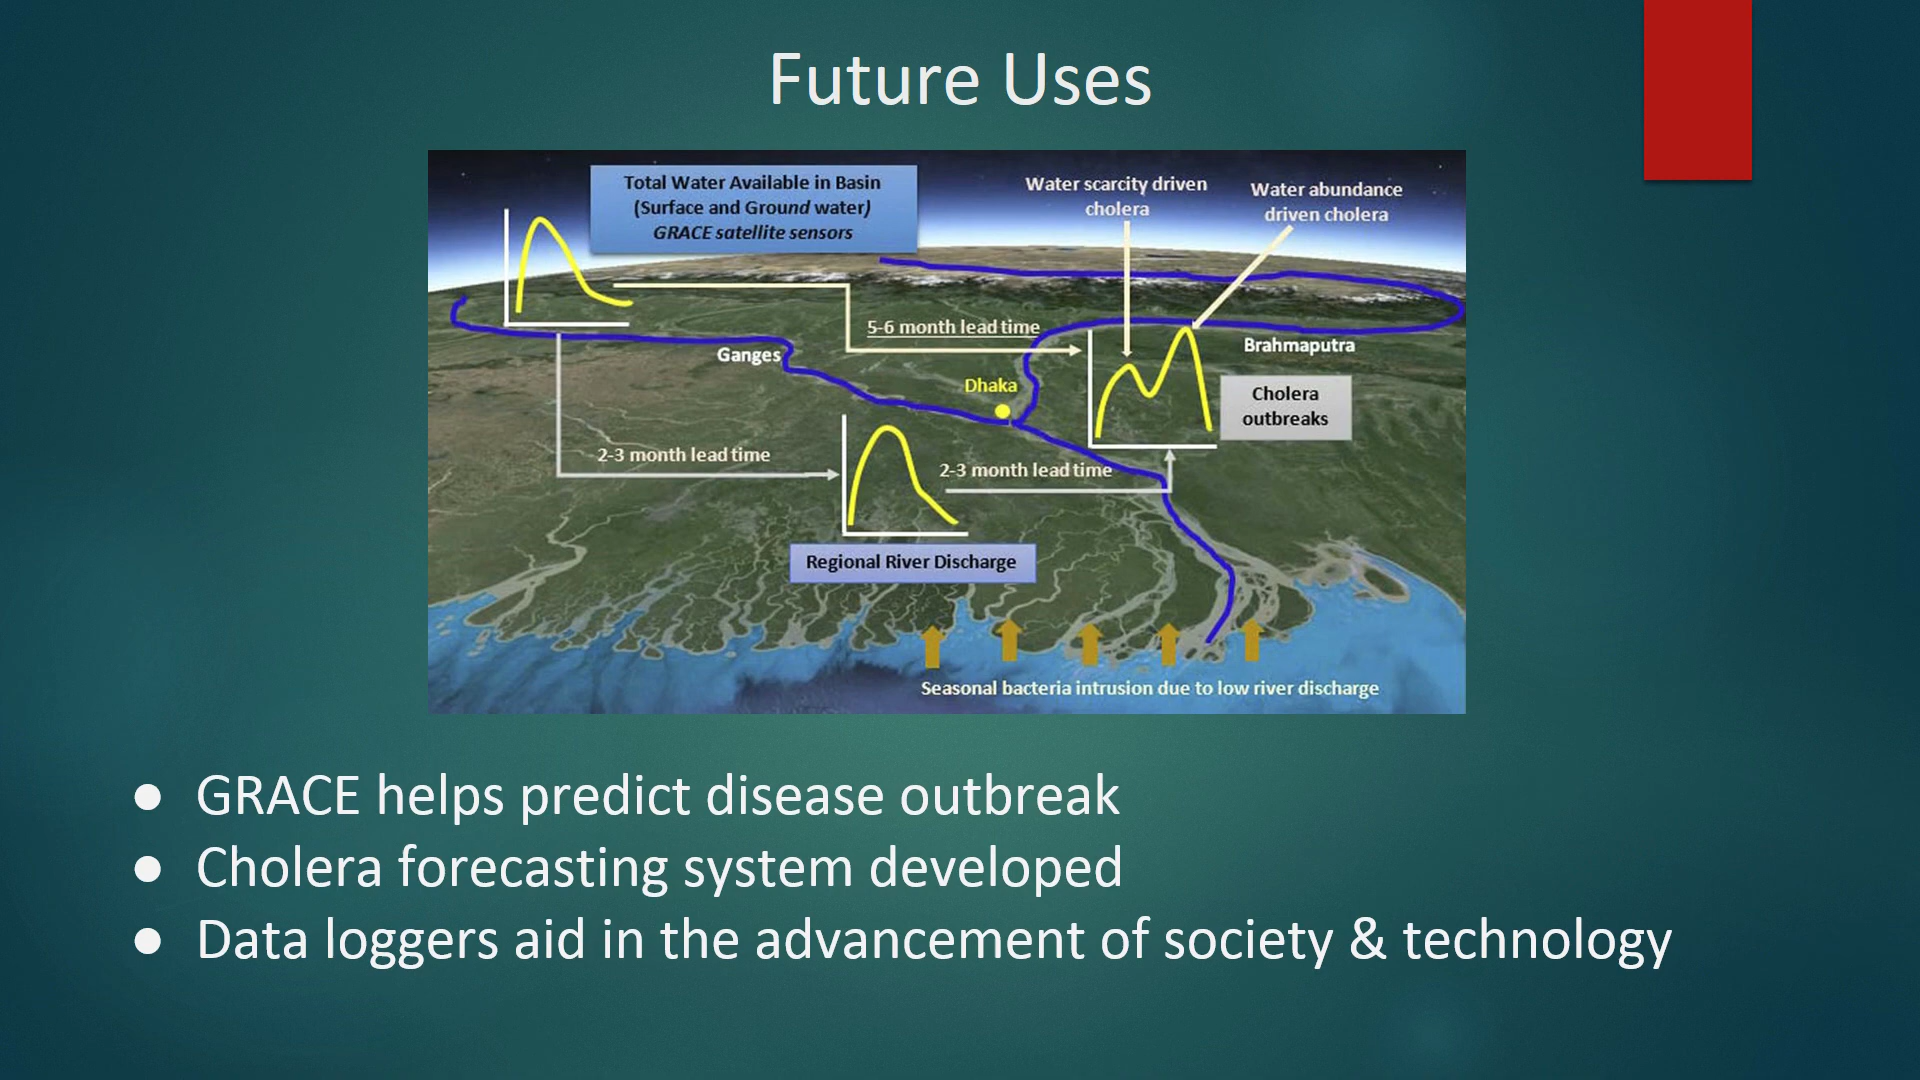 Future Uses
Total Water Available in Basin
(Surface and Ground water)
GRACE satellite sensors
Water scarcity driven
cholera
Water abundance
driven cholera
5-6 month lead time
Ganges
Brahmaputra
Dhaka
Cholera
outbreaks
2-3 month lead time
2-3 month lead time
Regional River Discharge
Seasonal bacteria intrusion due to low river discharge
● GRACE helps predict disease outbreak
● Cholera forecasting system developed
● Data loggers aid in the advancement of society & technology